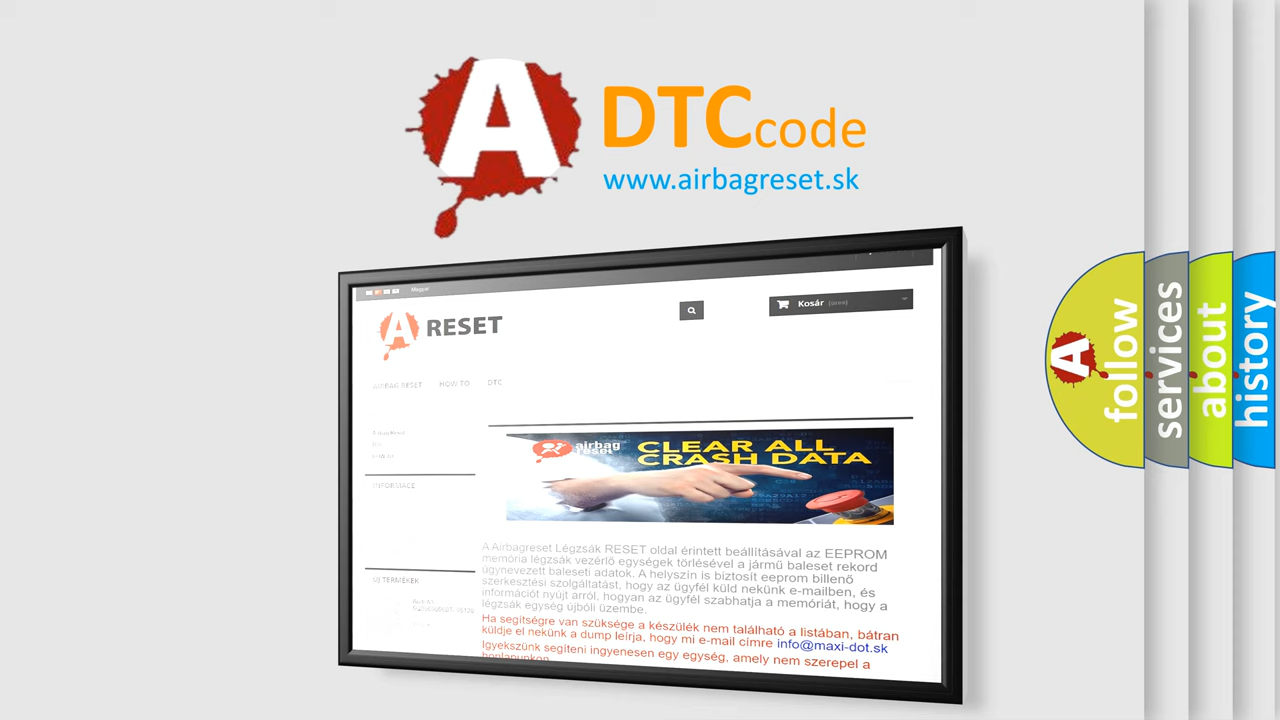 A
DTC code
www.airbagreset.sk
Magyar
Kosár (üres)
A RESET
AIRBAG RESET HOW TO DTC
INFORMACE
ÚJ TERMÉKEK
airbag
reset
CLEAR ALL
CRASH DATA
A Airbagreset Légzsák RESET oldal érintett beállításával az EEPROM
memória légzsák vezérlő egységek törlésével a jármű baleset rekord
úgynevezett baleseti adatok. A helyszín is biztosít eeprom billenő
szerkesztési szolgáltatást, hogy az ügyfél küld nekünk e-mailben, és
információt nyújt arról, hogyan az ügyfél szabhatja a memóriát, hogy a
légzsák egység újbóli üzembe.
Ha segítségre van szüksége a készülék nem található a listában, bátran
küldje el nekünk a dump leírja, hogy mi e-mail címre info@maxi-dot.sk
Igyekszünk segíteni ingyenesen egy egység, amely nem szerepel a
honlapunkon
A follow
services
about
history